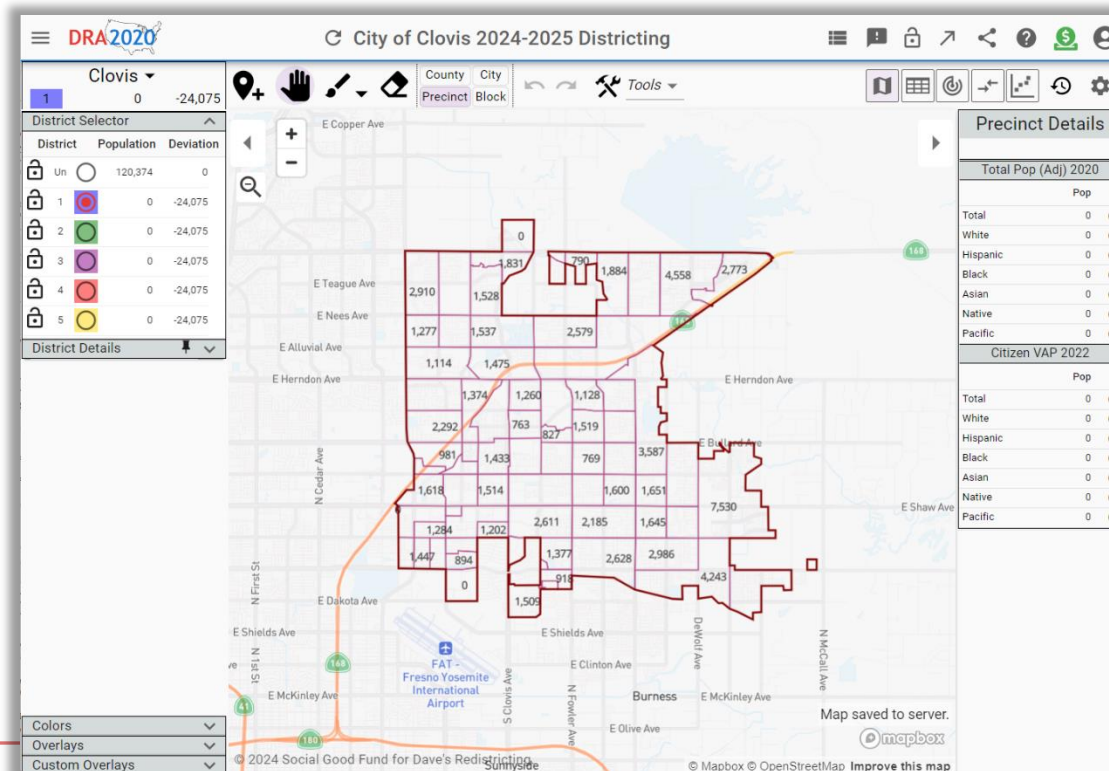 DRA2020
City of Clovis 2024-2025 Districting
Clovis
1 0 -24,075
County City
Precinct Block
Tools
District Selector
District Population Deviation
Un 120,374 0
1 0 -24,075
2 0 -24,075
3 0 -24,075
4 0 -24,075
5 0 -24,075
District Details
Colors
Overlays
Custom Overlays
+
−
E Copper Ave
0
168
1,831
790
1,884
4,558
2,773
E Teague Ave
2,910
1,528
E Nees Ave
168
1,277
1,537
2,579
E Alluvial Ave
1,114
1,475
E Herndon Ave
E Herndon Ave
1,374
1,260
1,128
2,292
763
827
1,519
E Bullard Ave
981
1,433
769
3,587
N Cedar Ave
1,618
1,514
1,600
1,651
7,530
E Shaw Ave
1,284
1,202
2,611
2,185
1,645
1,447
894
1,377
2,628
2,986
918
4,243
0
1,509
N First St
E Dakota Ave
E Shields Ave
E Shields Ave
DeWolf Ave
N McCall Ave
168
FAT -
Fresno Yosemite
International
Airport
E Clinton Ave
N 1st St
S Clovis Ave
N Fowler Ave
E McKinley Ave
Burness
E McKinley Ave
41
E Olive Ave
180
Sunnyside
Map saved to server.
mapbox
© 2024 Social Good Fund for Dave's Redistricting
© Mapbox © OpenStreetMap Improve this map
Precinct Details
Total Pop (Adj) 2020
Pop
Total 0
White 0
Hispanic 0
Black 0
Asian 0
Native 0
Pacific 0
Citizen VAP 2022
Pop
Total 0
White 0
Hispanic 0
Black 0
Asian 0
Native 0
Pacific 0